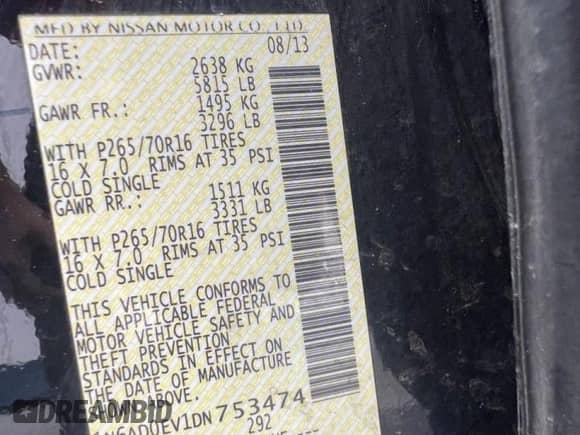 MFD BY NISSAN MOTOR CO., LTD.
DATE: 08/13
GVWR: 2638 KG
5815 LB
GAWR FR.: 1495 KG
3296 LB
WITH P265/70R16 TIRES
16 X 7.0 RIMS AT 35 PSI
COLD SINGLE
GAWR RR.: 1511 KG
3331 LB
WITH P265/70R16 TIRES
16 X 7.0 RIMS AT 35 PSI
COLD SINGLE
THIS VEHICLE CONFORMS TO
ALL APPLICABLE FEDERAL
MOTOR VEHICLE SAFETY AND
THEFT PREVENTION
STANDARDS IN EFFECT ON
THE DATE OF MANUFACTURE
ABOVE.
1N6AD0EV1DN753474
292
DREAMBID